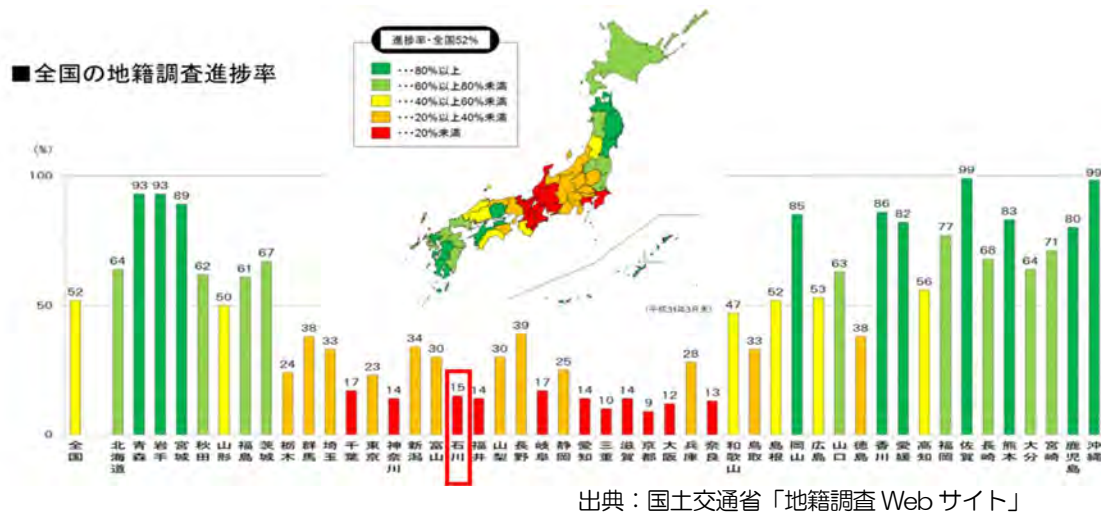 ■全国の地籍調査進捗率
進捗率・全国52%
･･･80%以上
･･･60%以上80%未満
･･･40%以上60%未満
･･･20%以上40%未満
･･･20%未満
(%)
100
50
0
52
64
93
93
89
62
50
61
67
24
38
33
17
23
14
34
30
15
14
30
39
17
25
14
10
14
9
12
28
13
47
33
52
85
53
63
38
86
82
56
77
99
68
83
64
71
80
99
(平成31年3月末)
全国
北海道
青森
岩手
宮城
秋田
山形
福島
茨城
栃木
群馬
埼玉
千葉
東京
神奈川
新潟
富山
石川
福井
山梨
長野
岐阜
静岡
愛知
三重
滋賀
京都
大阪
兵庫
奈良
和歌山
鳥取
島根
岡山
広島
山口
徳島
香川
愛媛
高知
福岡
佐賀
長崎
熊本
大分
宮崎
鹿児島
沖縄
出典：国土交通省「地籍調査 Web サイト」